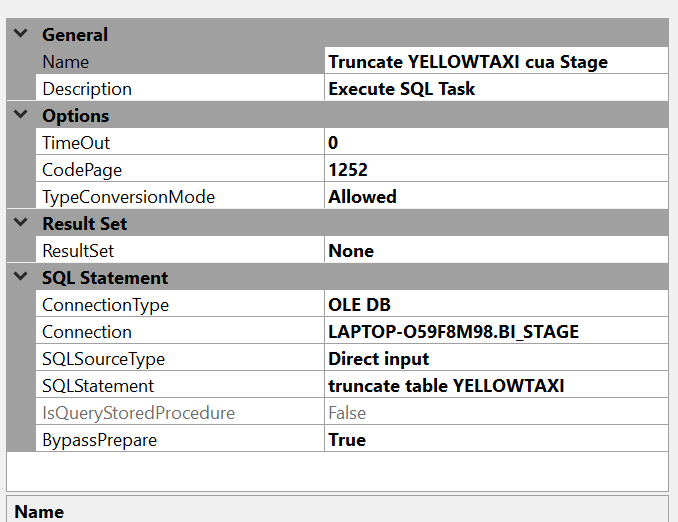 General
Name Truncate YELLOWTAXI cua Stage
Description Execute SQL Task
Options
TimeOut 0
CodePage 1252
TypeConversionMode Allowed
Result Set
ResultSet None
SQL Statement
ConnectionType OLE DB
Connection LAPTOP-O59F8M98.BI_STAGE
SQLSourceType Direct input
SQLStatement truncate table YELLOWTAXI
IsQueryStoredProcedure False
BypassPrepare True
Name